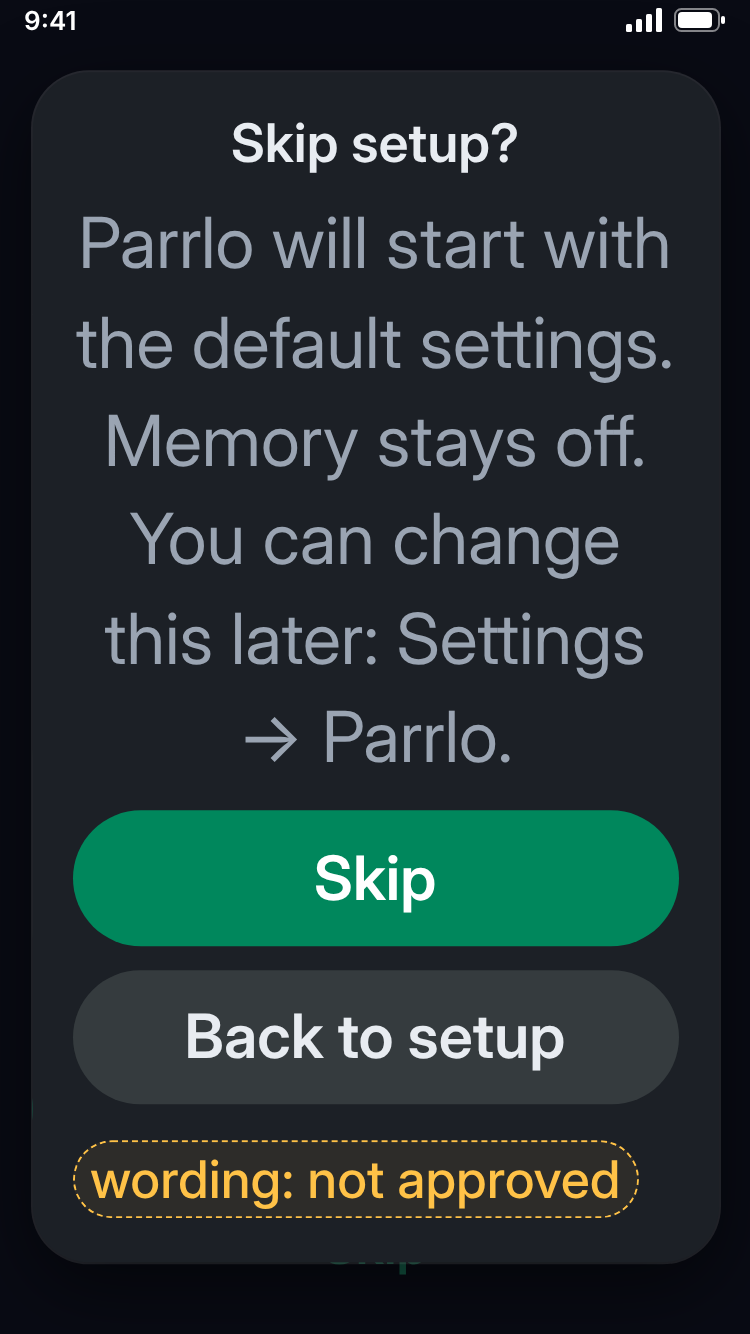 9:41
Skip setup?
Parrlo will start with
the default settings.
Memory stays off.
You can change
this later: Settings
→ Parrlo.
Skip
Back to setup
wording: not approved